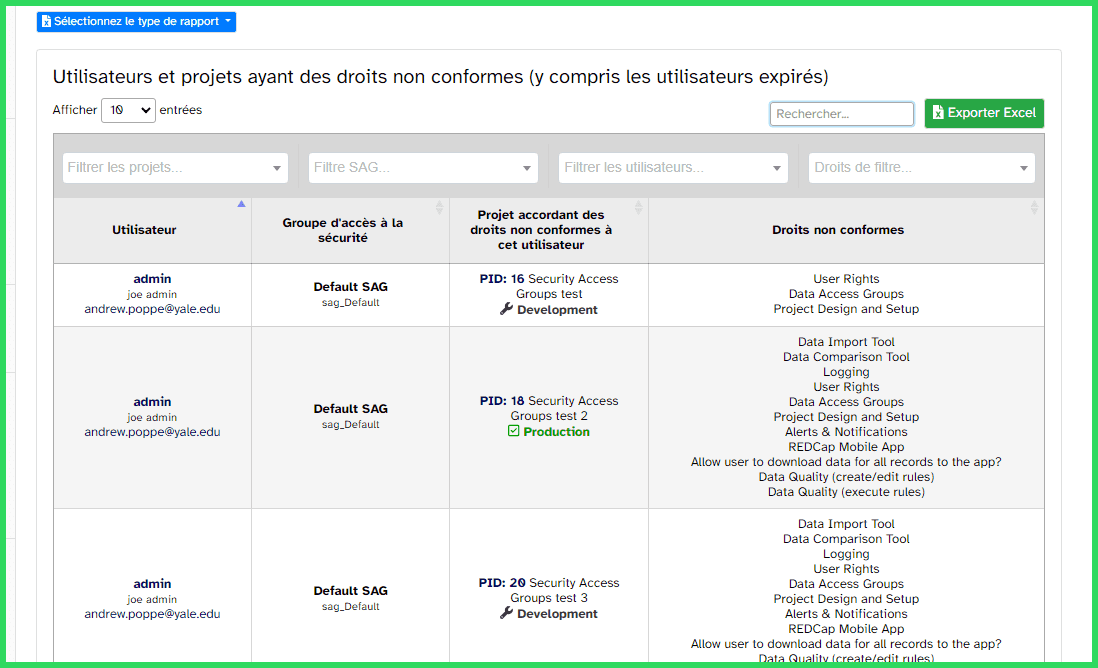 Sélectionnez le type de rapport
Utilisateurs et projets ayant des droits non conformes (y compris les utilisateurs expirés)
Afficher 10 entrées
Rechercher...
Exporter Excel
Filtrer les projets...
Filtre SAG...
Filtrer les utilisateurs...
Droits de filtre...
Utilisateur
Groupe d'accès à la
sécurité
Projet accordant des
droits non conformes à
cet utilisateur
Droits non conformes
admin
joe admin
andrew.poppe@yale.edu
Default SAG
sag_Default
PID: 16 Security Access
Groups test
Development
User Rights
Data Access Groups
Project Design and Setup
admin
joe admin
andrew.poppe@yale.edu
Default SAG
sag_Default
PID: 18 Security Access
Groups test 2
Production
Data Import Tool
Data Comparison Tool
Logging
User Rights
Data Access Groups
Project Design and Setup
Alerts & Notifications
REDCap Mobile App
Allow user to download data for all records to the app?
Data Quality (create/edit rules)
Data Quality (execute rules)
admin
joe admin
andrew.poppe@yale.edu
Default SAG
sag_Default
PID: 20 Security Access
Groups test 3
Development
Data Import Tool
Data Comparison Tool
Logging
User Rights
Data Access Groups
Project Design and Setup
Alerts & Notifications
REDCap Mobile App
Allow user to download data for all records to the app?
Data Quality (create/edit rules)